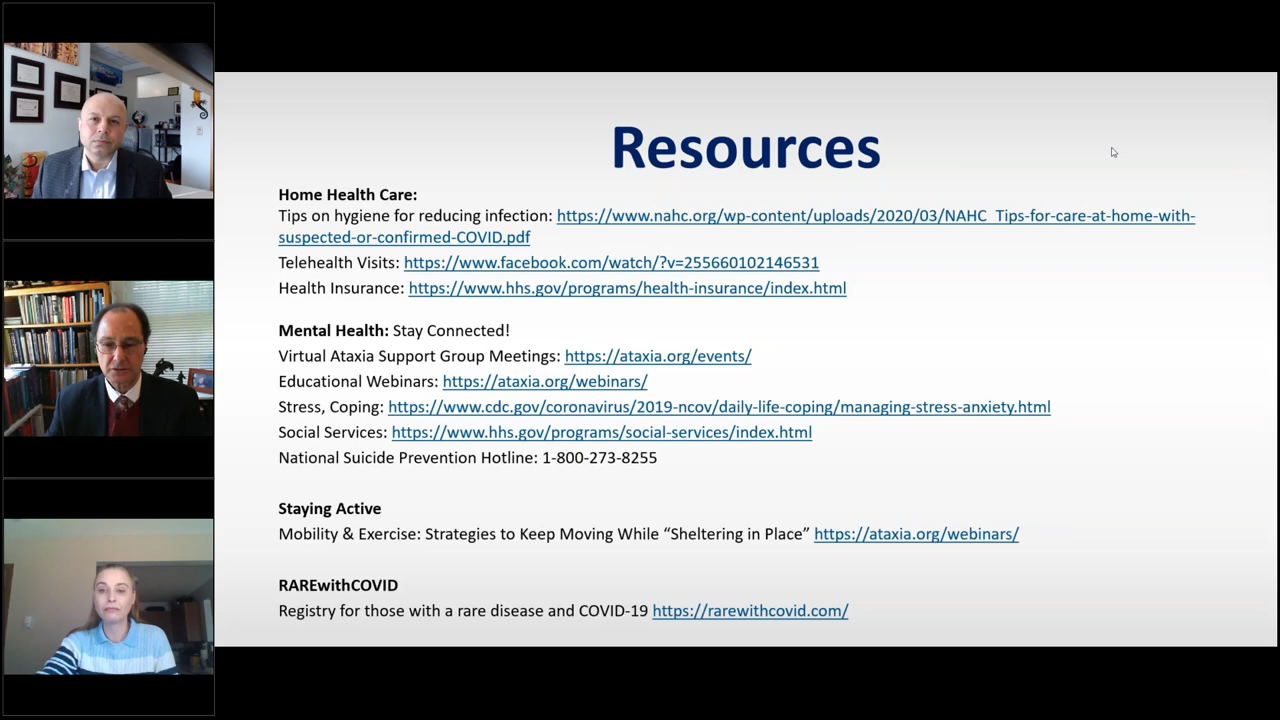 Resources
Home Health Care:
Tips on hygiene for reducing infection: https://www.nahc.org/wp-content/uploads/2020/03/NAHC_Tips-for-care-at-home-with-
suspected-or-confirmed-COVID.pdf
Telehealth Visits: https://www.facebook.com/watch/?v=255660102146531
Health Insurance: https://www.hhs.gov/programs/health-insurance/index.html
Mental Health: Stay Connected!
Virtual Ataxia Support Group Meetings: https://ataxia.org/events/
Educational Webinars: https://ataxia.org/webinars/
Stress, Coping: https://www.cdc.gov/coronavirus/2019-ncov/daily-life-coping/managing-stress-anxiety.html
Social Services: https://www.hhs.gov/programs/social-services/index.html
National Suicide Prevention Hotline: 1-800-273-8255
Staying Active
Mobility & Exercise: Strategies to Keep Moving While “Sheltering in Place” https://ataxia.org/webinars/
RAREwithCOVID
Registry for those with a rare disease and COVID-19 https://rarewithcovid.com/